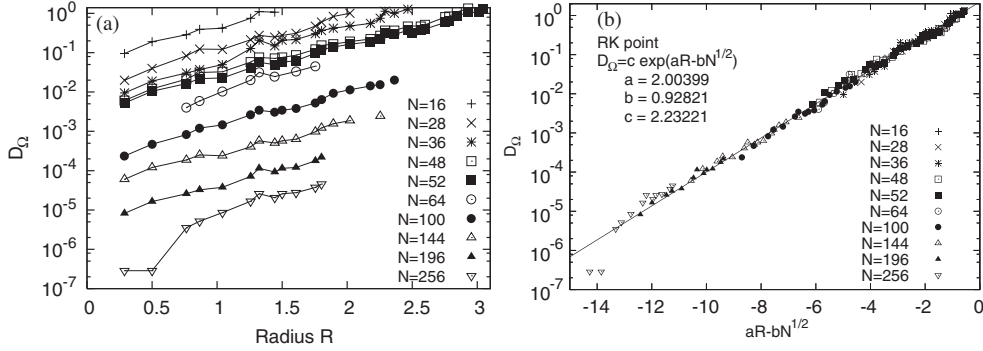 (a)
10^0
10^-1
10^-2
10^-3
10^-4
10^-5
10^-6
10^-7
D_Ω
0 0.5 1 1.5 2 2.5 3
Radius R
N=16
N=28
N=36
N=48
N=52
N=64
N=100
N=144
N=196
N=256
(b)
RK point
D_Ω=c exp(aR-bN^1/2)
a = 2.00399
b = 0.92821
c = 2.23221
10^0
10^-1
10^-2
10^-3
10^-4
10^-5
10^-6
10^-7
D_Ω
-14 -12 -10 -8 -6 -4 -2 0
aR-bN^1/2
N=16
N=28
N=36
N=48
N=52
N=64
N=100
N=144
N=196
N=256